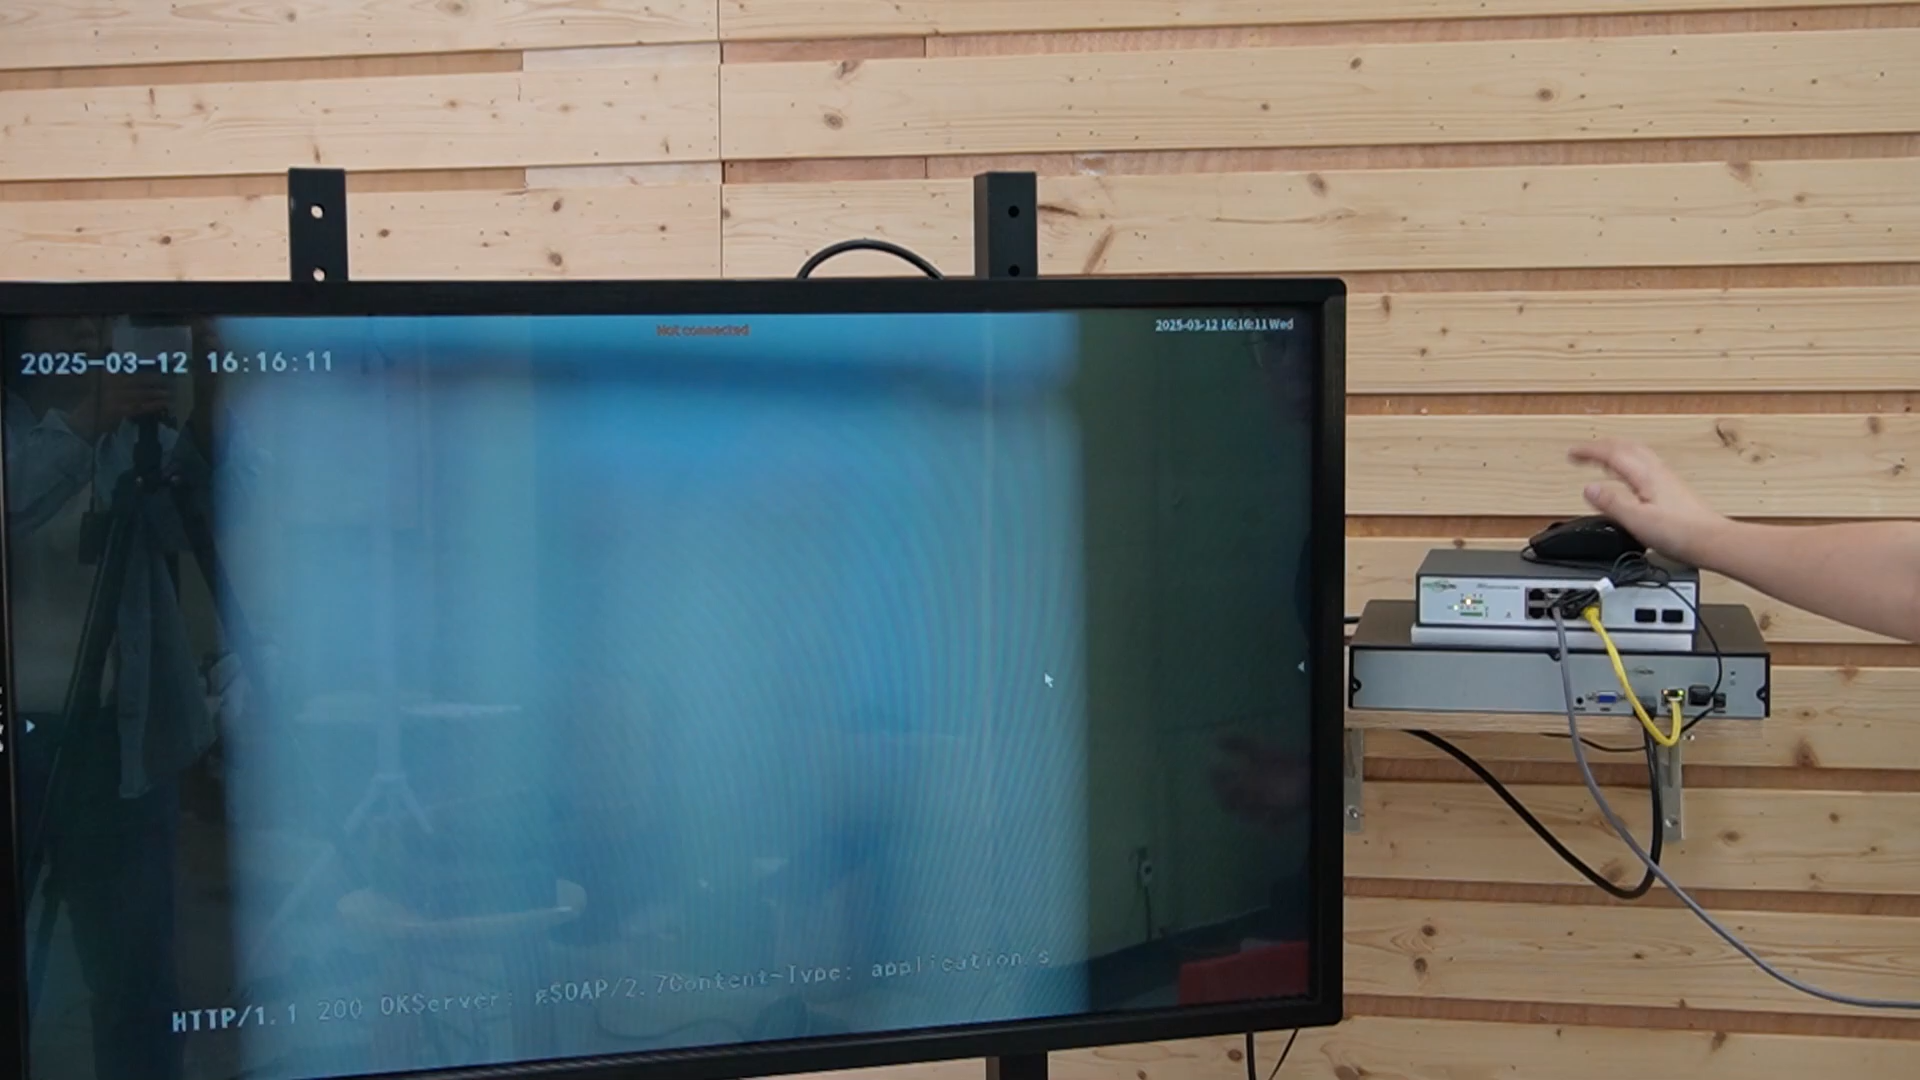 Not connected
2025-03-12 16:16:11 Wed
2025-03-12 16:16:11
HTTP/1.1 200 OKServer: gSOAP/2.7Content-Type: application/s